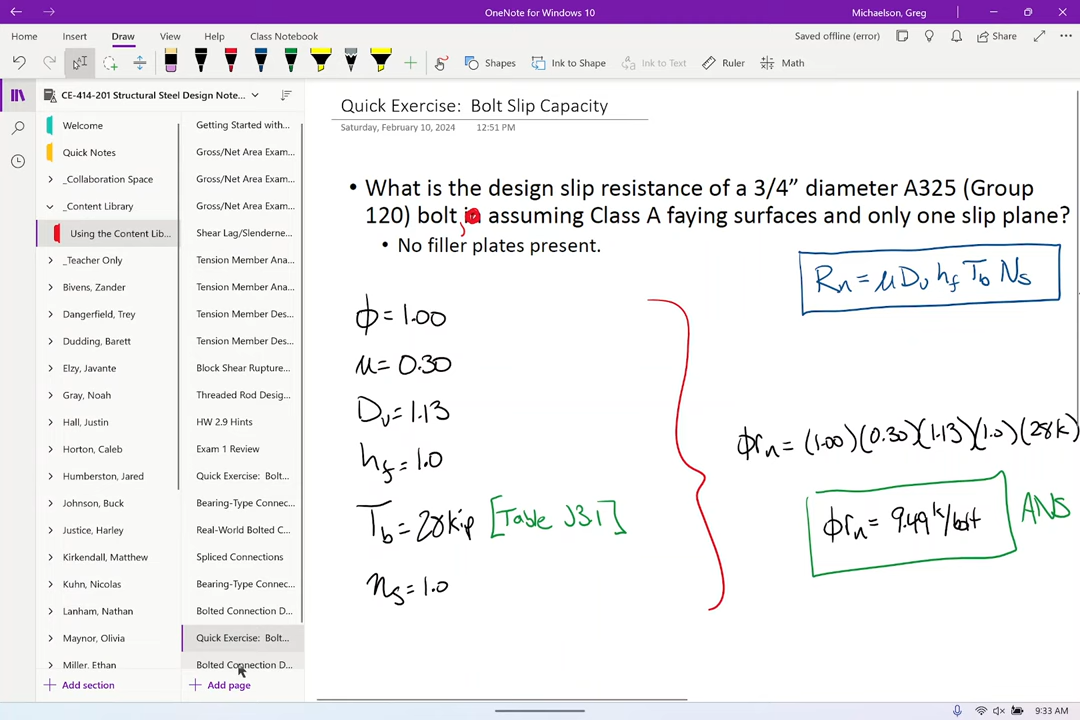 OneNote for Windows 10
Michaelson, Greg
Home Insert Draw View Help Class Notebook
Saved offline (error)
Share
Shapes
Ink to Shape
Ink to Text
Ruler
Math
CE-414-201 Structural Steel Design Note...
Welcome
Quick Notes
_Collaboration Space
_Content Library
Using the Content Lib...
_Teacher Only
Bivens, Zander
Dangerfield, Trey
Dudding, Barett
Elzy, Javante
Gray, Noah
Hall, Justin
Horton, Caleb
Humberston, Jared
Johnson, Buck
Justice, Harley
Kirkendall, Matthew
Kuhn, Nicolas
Lanham, Nathan
Maynor, Olivia
Miller, Ethan
Add section
Getting Started with...
Gross/Net Area Exam...
Gross/Net Area Exam...
Gross/Net Area Exam...
Shear Lag/Slenderne...
Tension Member Ana...
Tension Member Ana...
Tension Member Des...
Tension Member Des...
Block Shear Rupture...
Threaded Rod Desig...
HW 2.9 Hints
Exam 1 Review
Quick Exercise: Bolt...
Bearing-Type Connec...
Real-World Bolted C...
Spliced Connections
Bearing-Type Connec...
Bolted Connection D...
Quick Exercise: Bolt...
Bolted Connection D...
Add page
Quick Exercise: Bolt Slip Capacity
Saturday, February 10, 2024 12:51 PM
• What is the design slip resistance of a 3/4” diameter A325 (Group
120) bolt in assuming Class A faying surfaces and only one slip plane?
• No filler plates present.
Rn = μ Du hf Tb Ns
ϕ = 1.00
μ = 0.30
Du = 1.13
hf = 1.0
Tb = 28 kip [Table J3.1]
ns = 1.0
ϕrn = (1.00)(0.30)(1.13)(1.0)(28k)
ϕrn = 9.49 k/bolt ANS
9:33 AM